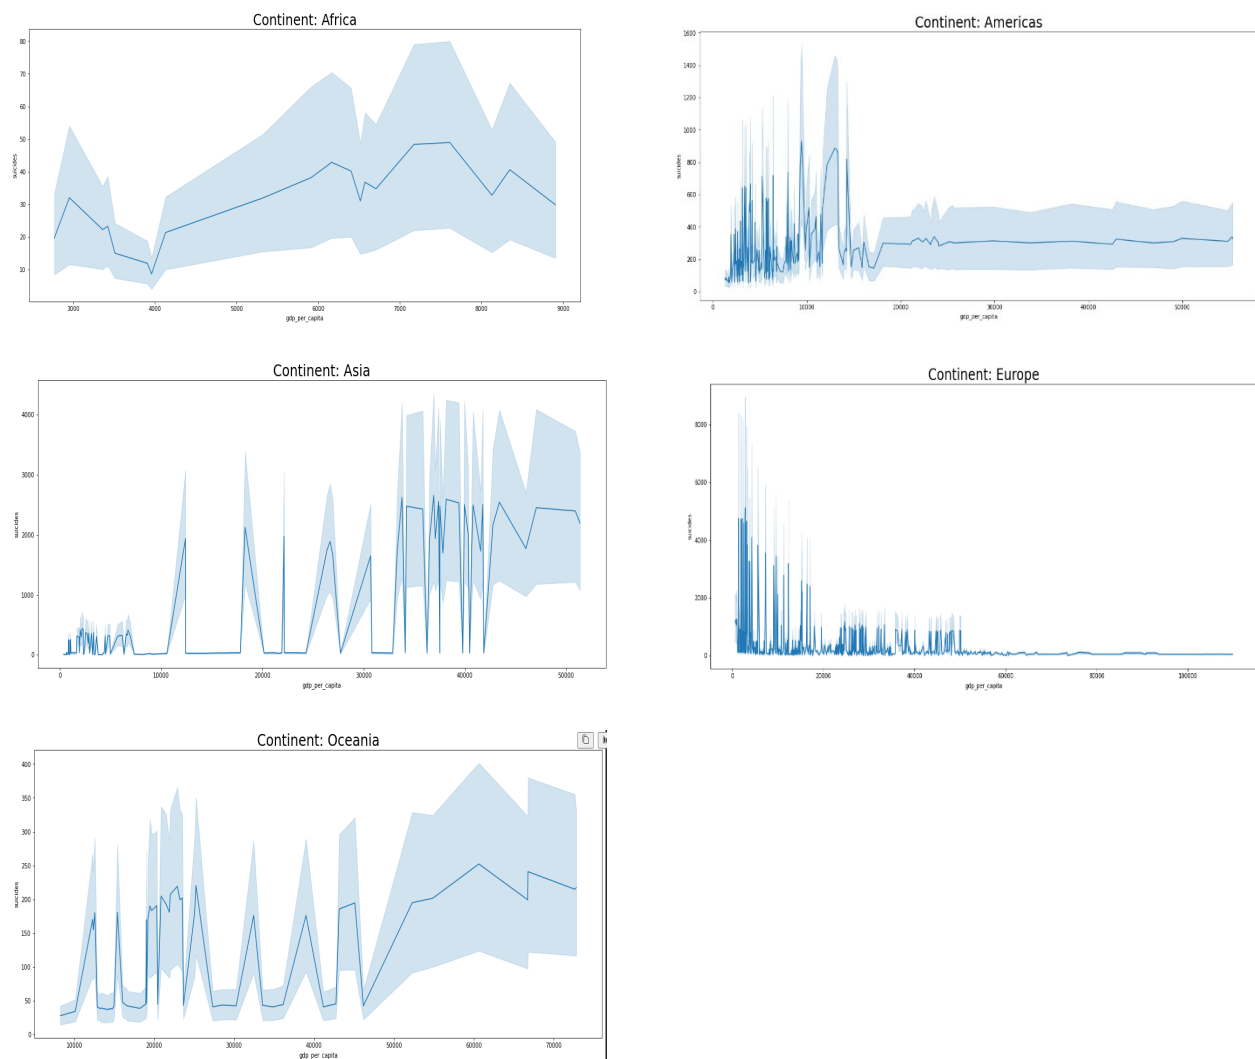 Continent: Africa
80
70
60
50
40
30
20
10
suicides
3000 4000 5000 6000 7000 8000 9000
gdp_per_capita
Continent: Americas
1600
1400
1200
1000
800
600
400
200
0
suicides
0 10000 20000 30000 40000 50000
gdp_per_capita
Continent: Asia
4000
3000
2000
1000
0
suicides
0 10000 20000 30000 40000 50000
gdp_per_capita
Continent: Europe
8000
6000
4000
2000
0
suicides
0 20000 40000 60000 80000 100000
gdp_per_capita
Continent: Oceania
400
350
300
250
200
150
100
50
0
suicides
10000 20000 30000 40000 50000 60000 70000
gdp_per_capita